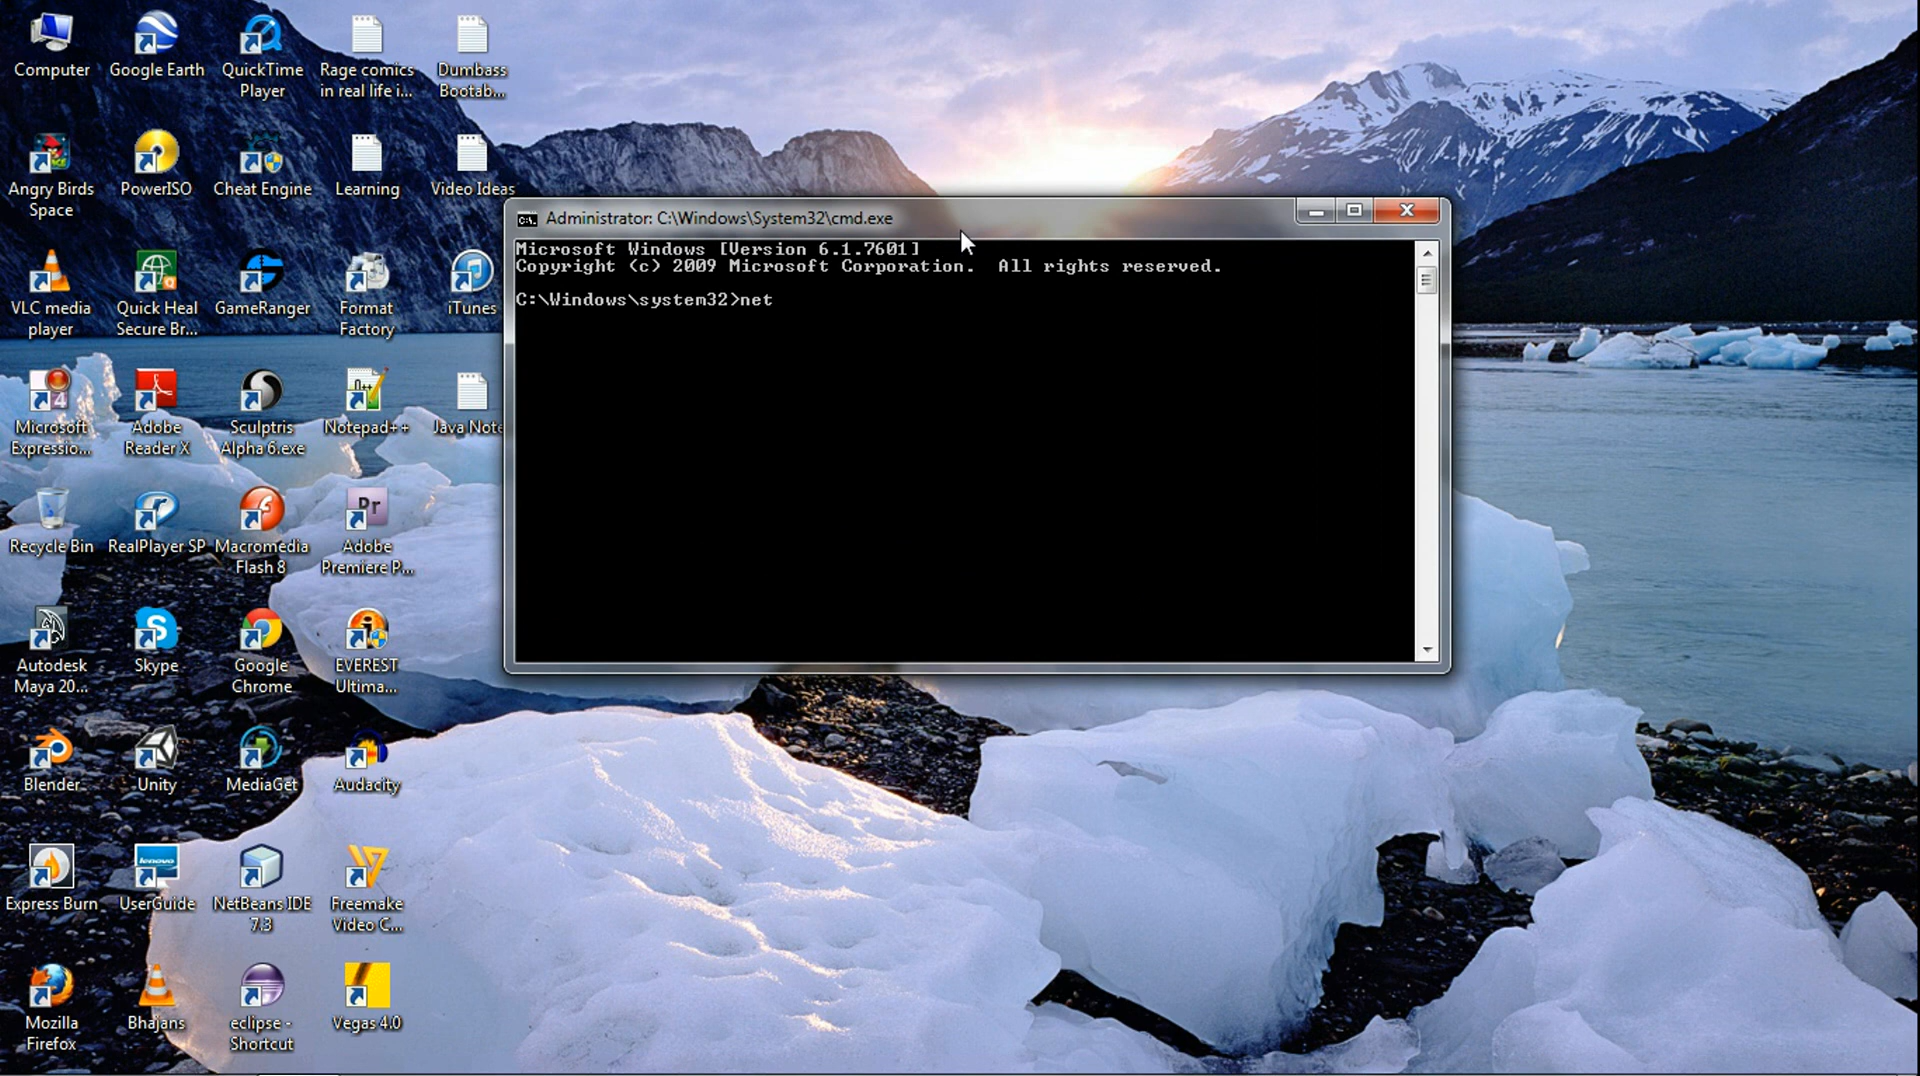 Computer
Google Earth
QuickTime
Player
Rage comics
in real life i...
Dumbass
Bootab...
Angry Birds
Space
PowerISO
Cheat Engine
Learning
Video Ideas
VLC media
player
Quick Heal
Secure Br...
GameRanger
Format
Factory
iTunes
Microsoft
Expressio...
Adobe
Reader X
Sculptris
Alpha 6.exe
Notepad++
Java Note
Recycle Bin
RealPlayer SP
Macromedia
Flash 8
Adobe
Premiere P...
Autodesk
Maya 20...
Skype
Google
Chrome
EVEREST
Ultima...
Blender
Unity
MediaGet
Audacity
Express Burn
UserGuide
NetBeans IDE
7.3
Freemake
Video C...
Mozilla
Firefox
Bhajans
eclipse -
Shortcut
Vegas 4.0
Administrator: C:\Windows\System32\cmd.exe
Microsoft Windows [Version 6.1.7601]
Copyright (c) 2009 Microsoft Corporation.  All rights reserved.
C:\Windows\system32>net